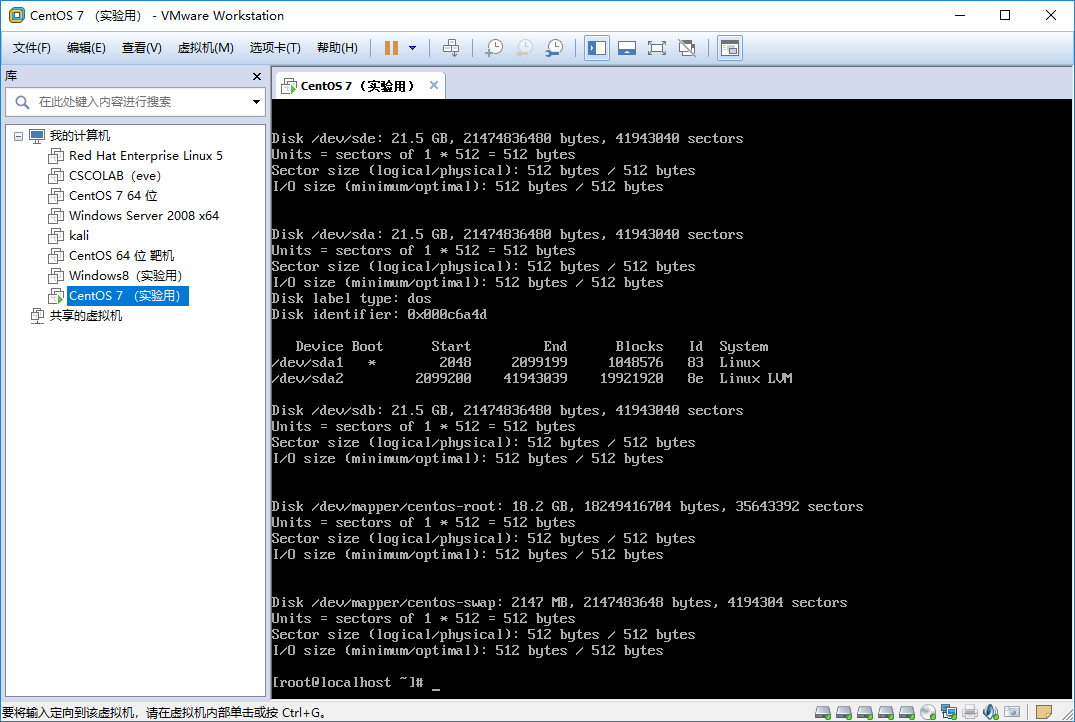 CentOS 7 （实验用） - VMware Workstation
文件(F) 编辑(E) 查看(V) 虚拟机(M) 选项卡(T) 帮助(H)
库
在此处键入内容进行搜索
我的计算机
Red Hat Enterprise Linux 5
CSCOLAB（eve）
CentOS 7 64 位
Windows Server 2008 x64
kali
CentOS 64 位 靶机
Windows8（实验用）
CentOS 7 （实验用）
共享的虚拟机
CentOS 7 （实验用）
Disk /dev/sde: 21.5 GB, 21474836480 bytes, 41943040 sectors
Units = sectors of 1 * 512 = 512 bytes
Sector size (logical/physical): 512 bytes / 512 bytes
I/O size (minimum/optimal): 512 bytes / 512 bytes
Disk /dev/sda: 21.5 GB, 21474836480 bytes, 41943040 sectors
Units = sectors of 1 * 512 = 512 bytes
Sector size (logical/physical): 512 bytes / 512 bytes
I/O size (minimum/optimal): 512 bytes / 512 bytes
Disk label type: dos
Disk identifier: 0x000c6a4d
Device Boot Start End Blocks Id System
/dev/sda1 * 2048 2099199 1048576 83 Linux
/dev/sda2 2099200 41943039 19921920 8e Linux LVM
Disk /dev/sdb: 21.5 GB, 21474836480 bytes, 41943040 sectors
Units = sectors of 1 * 512 = 512 bytes
Sector size (logical/physical): 512 bytes / 512 bytes
I/O size (minimum/optimal): 512 bytes / 512 bytes
Disk /dev/mapper/centos-root: 18.2 GB, 18249416704 bytes, 35643392 sectors
Units = sectors of 1 * 512 = 512 bytes
Sector size (logical/physical): 512 bytes / 512 bytes
I/O size (minimum/optimal): 512 bytes / 512 bytes
Disk /dev/mapper/centos-swap: 2147 MB, 2147483648 bytes, 4194304 sectors
Units = sectors of 1 * 512 = 512 bytes
Sector size (logical/physical): 512 bytes / 512 bytes
I/O size (minimum/optimal): 512 bytes / 512 bytes
[root@localhost ~]# _
要将输入定向到该虚拟机，请在虚拟机内部单击或按 Ctrl+G。